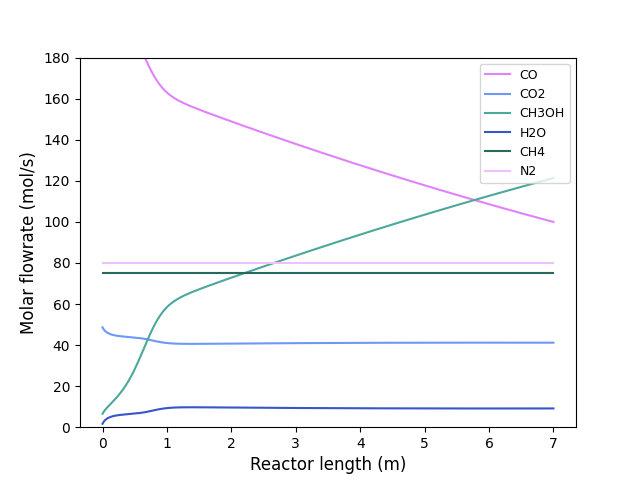 180
160
140
120
100
80
60
40
20
0
Molar flowrate (mol/s)
CO
CO2
CH3OH
H2O
CH4
N2
0 1 2 3 4 5 6 7
Reactor length (m)